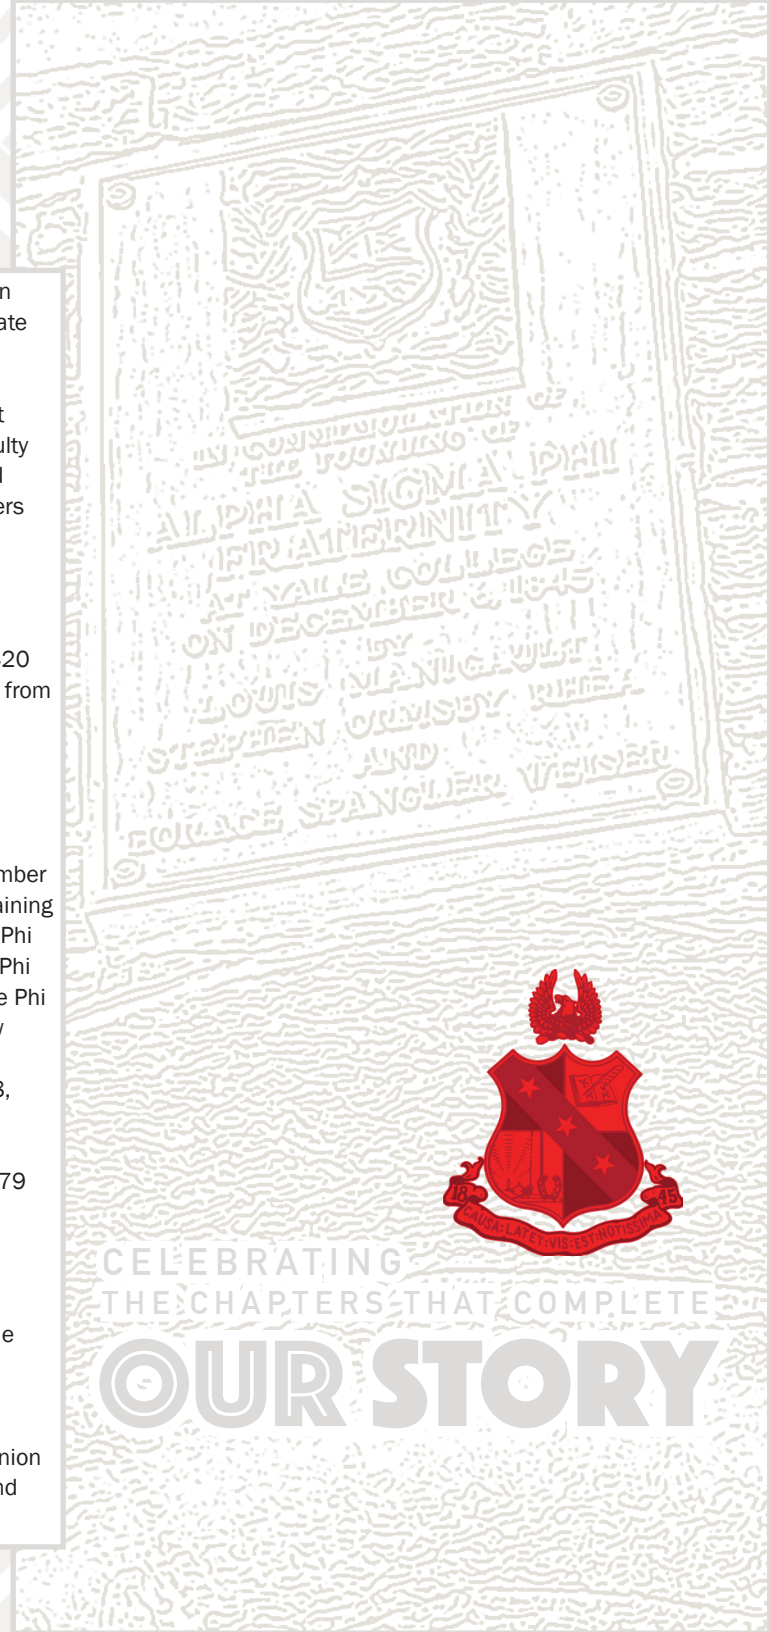 n
ate
t
ulty
l
ers
20
from
mber
aining
Phi
Phi
e Phi
3,
79
e
nion
nd
IN COMMEMORATION OF
THE FOUNDING OF
ALPHA SIGMA PHI
FRATERNITY
AT YALE COLLEGE
ON DECEMBER 6, 1845
BY
LOUIS MANIGAULT
STEPHEN ORMSBY RHEA
AND
HORACE SPANGLER WEISER
18 45
CAUSA·LATET:VIS:EST:NOTISSIMA
CELEBRATING
THE CHAPTERS THAT COMPLETE
OUR STORY